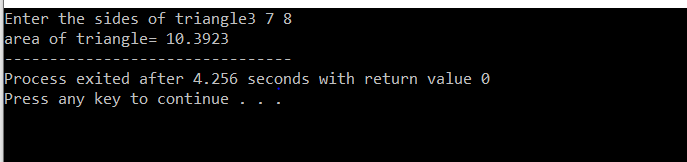 Enter the sides of triangle3 7 8
area of triangle= 10.3923
--------------------------------
Process exited after 4.256 seconds with return value 0
Press any key to continue . . .